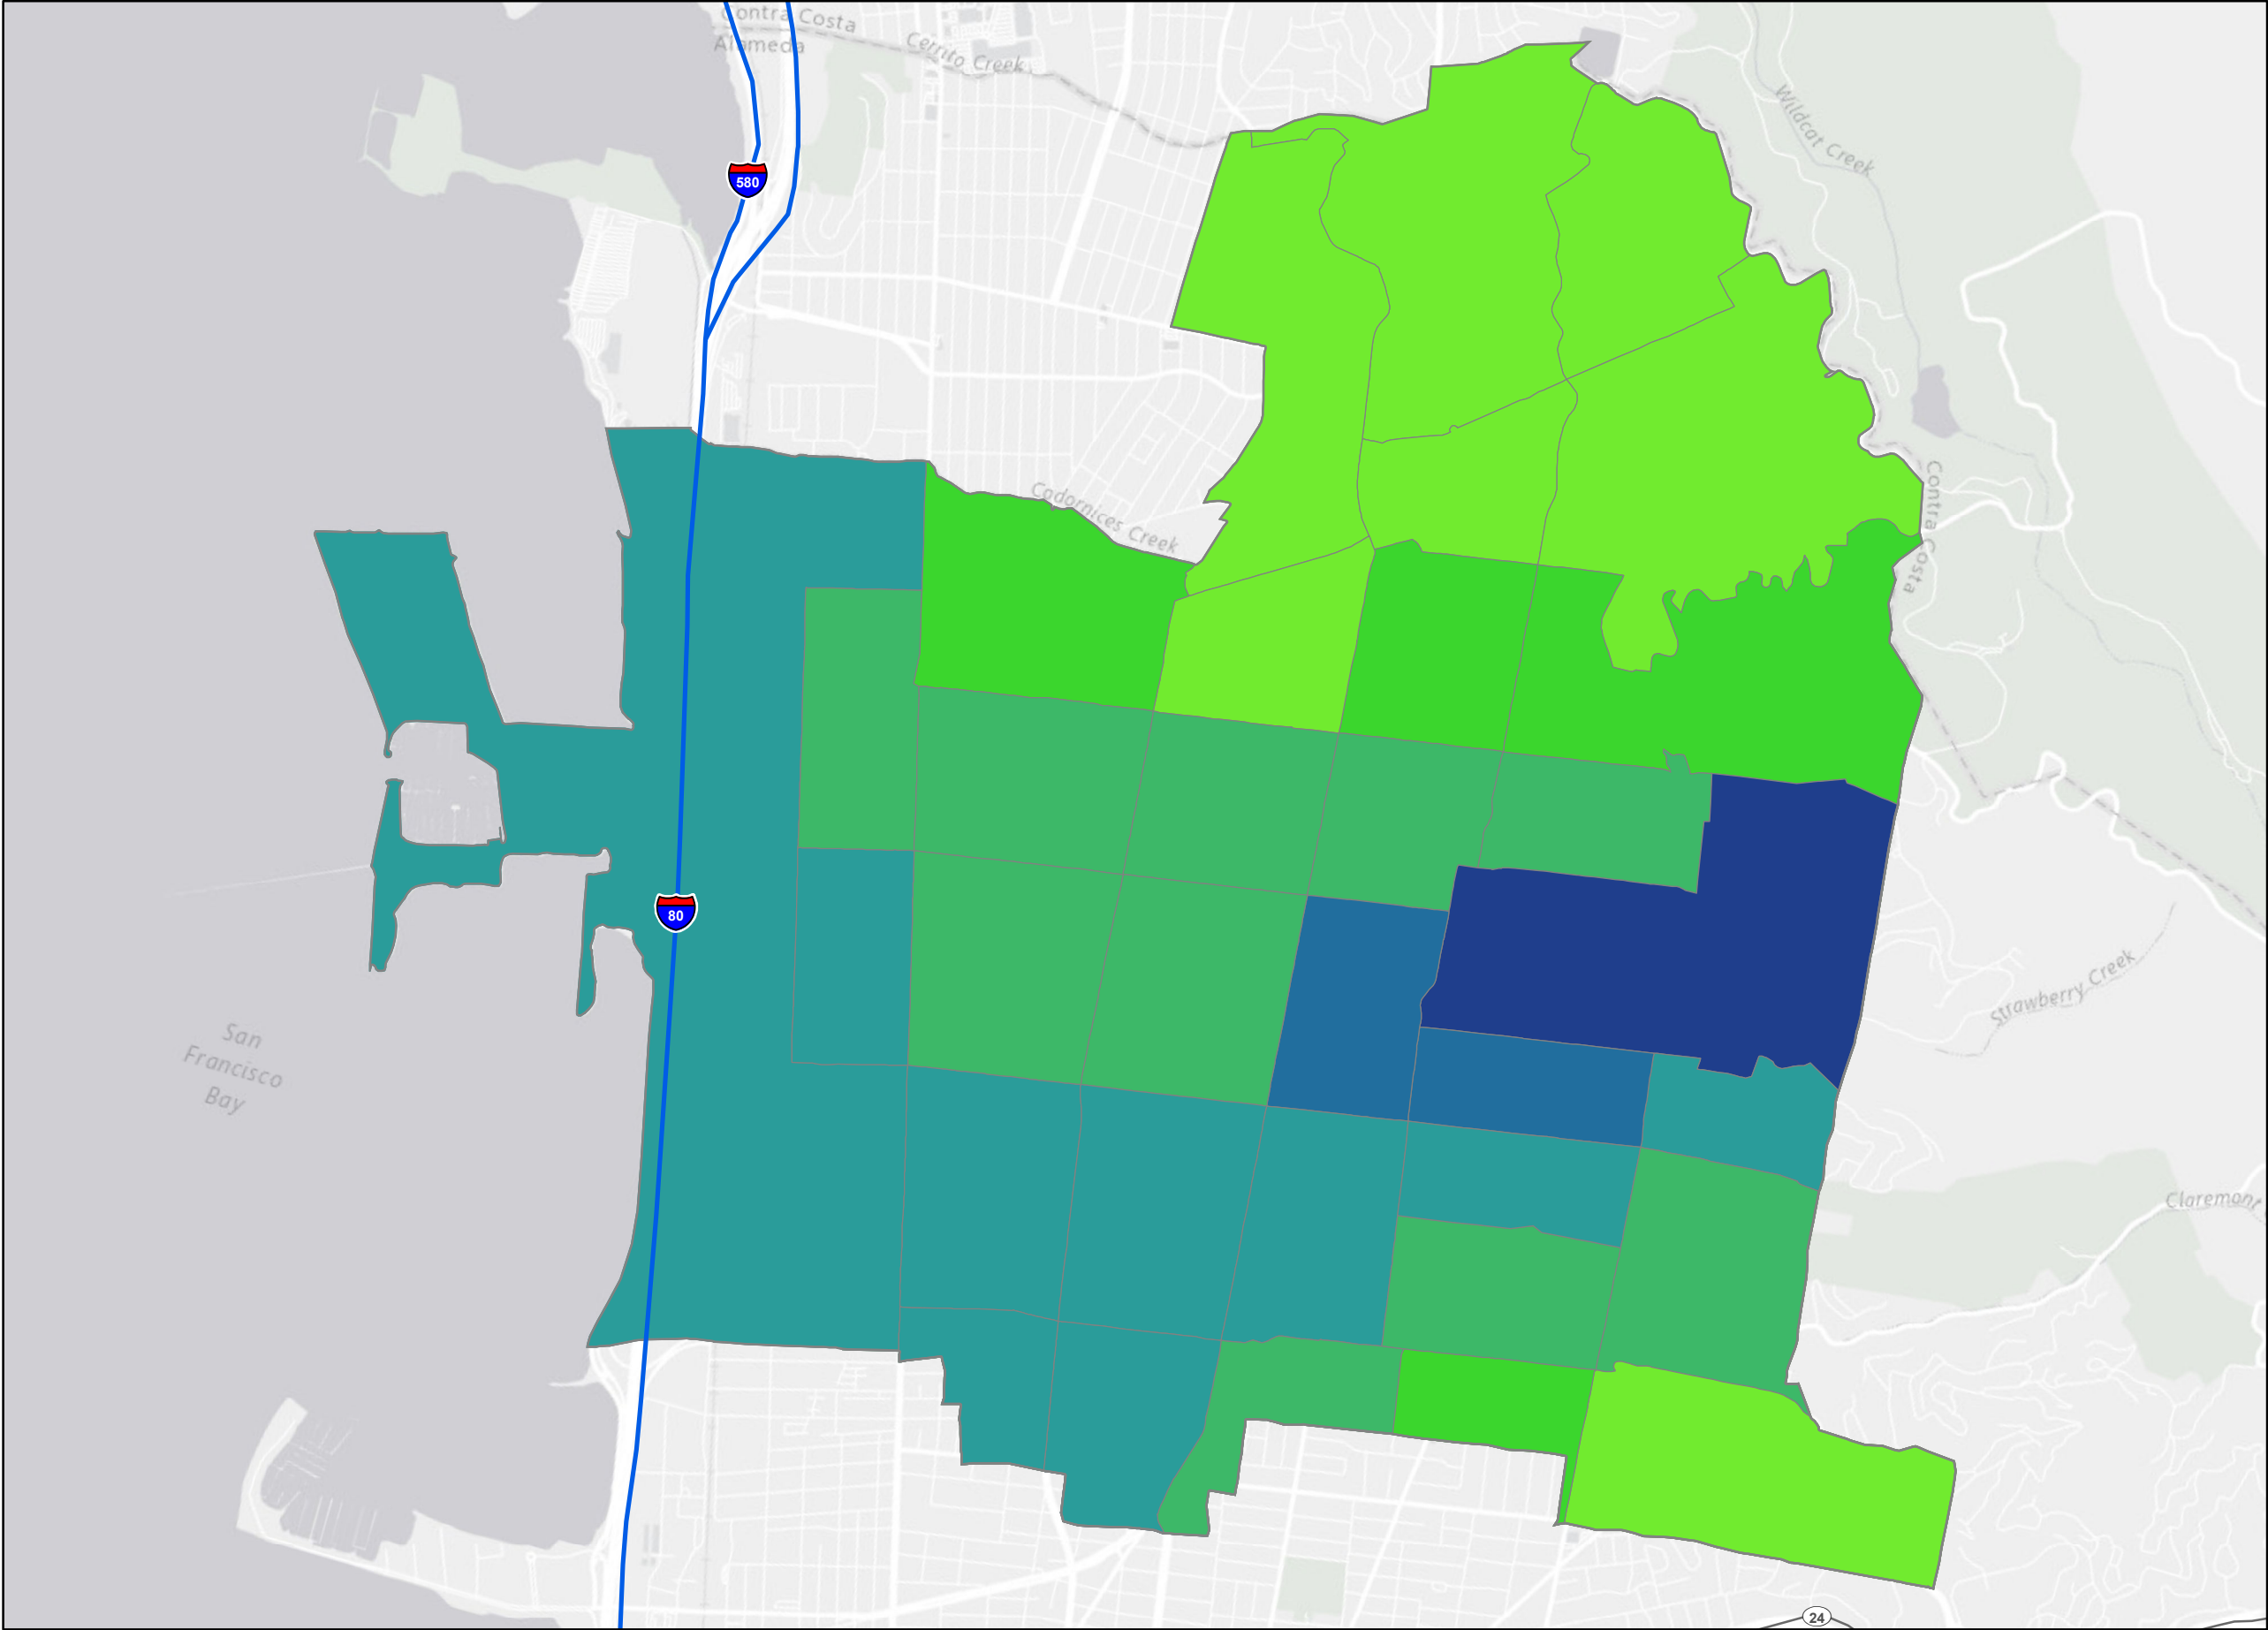 Contra Costa
Alameda
Cerrito Creek
Wildcat Creek
580
Contra Costa
Codornices Creek
80
Strawberry Creek
San
Francisco
Bay
Claremont
24